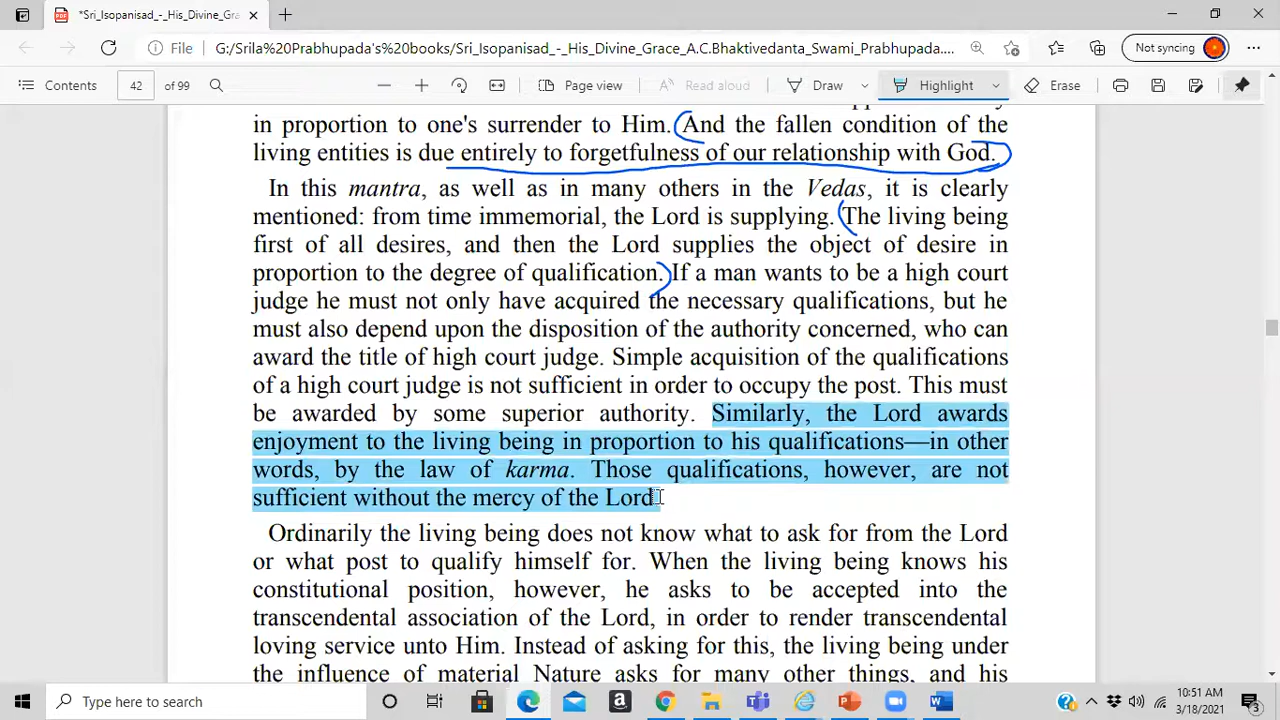 *Sri_Isopanisad_-_His_Divine_Gra
File
G:/Srila%20Prabhupada's%20books/Sri_Isopanisad_-_His_Divine_Grace_A.C.Bhaktivedanta_Swami_Prabhupada....
Not syncing
Contents
42 of 99
Page view
Read aloud
Draw
Highlight
Erase
in proportion to one's surrender to Him. And the fallen condition of the
living entities is due entirely to forgetfulness of our relationship with God.
In this mantra, as well as in many others in the Vedas, it is clearly
mentioned: from time immemorial, the Lord is supplying. The living being
first of all desires, and then the Lord supplies the object of desire in
proportion to the degree of qualification. If a man wants to be a high court
judge he must not only have acquired the necessary qualifications, but he
must also depend upon the disposition of the authority concerned, who can
award the title of high court judge. Simple acquisition of the qualifications
of a high court judge is not sufficient in order to occupy the post. This must
be awarded by some superior authority. Similarly, the Lord awards
enjoyment to the living being in proportion to his qualifications—in other
words, by the law of karma. Those qualifications, however, are not
sufficient without the mercy of the Lord.
Ordinarily the living being does not know what to ask for from the Lord
or what post to qualify himself for. When the living being knows his
constitutional position, however, he asks to be accepted into the
transcendental association of the Lord, in order to render transcendental
loving service unto Him. Instead of asking for this, the living being under
the influence of material Nature asks for many other things, and his
Type here to search
10:51 AM
3/18/2021
3